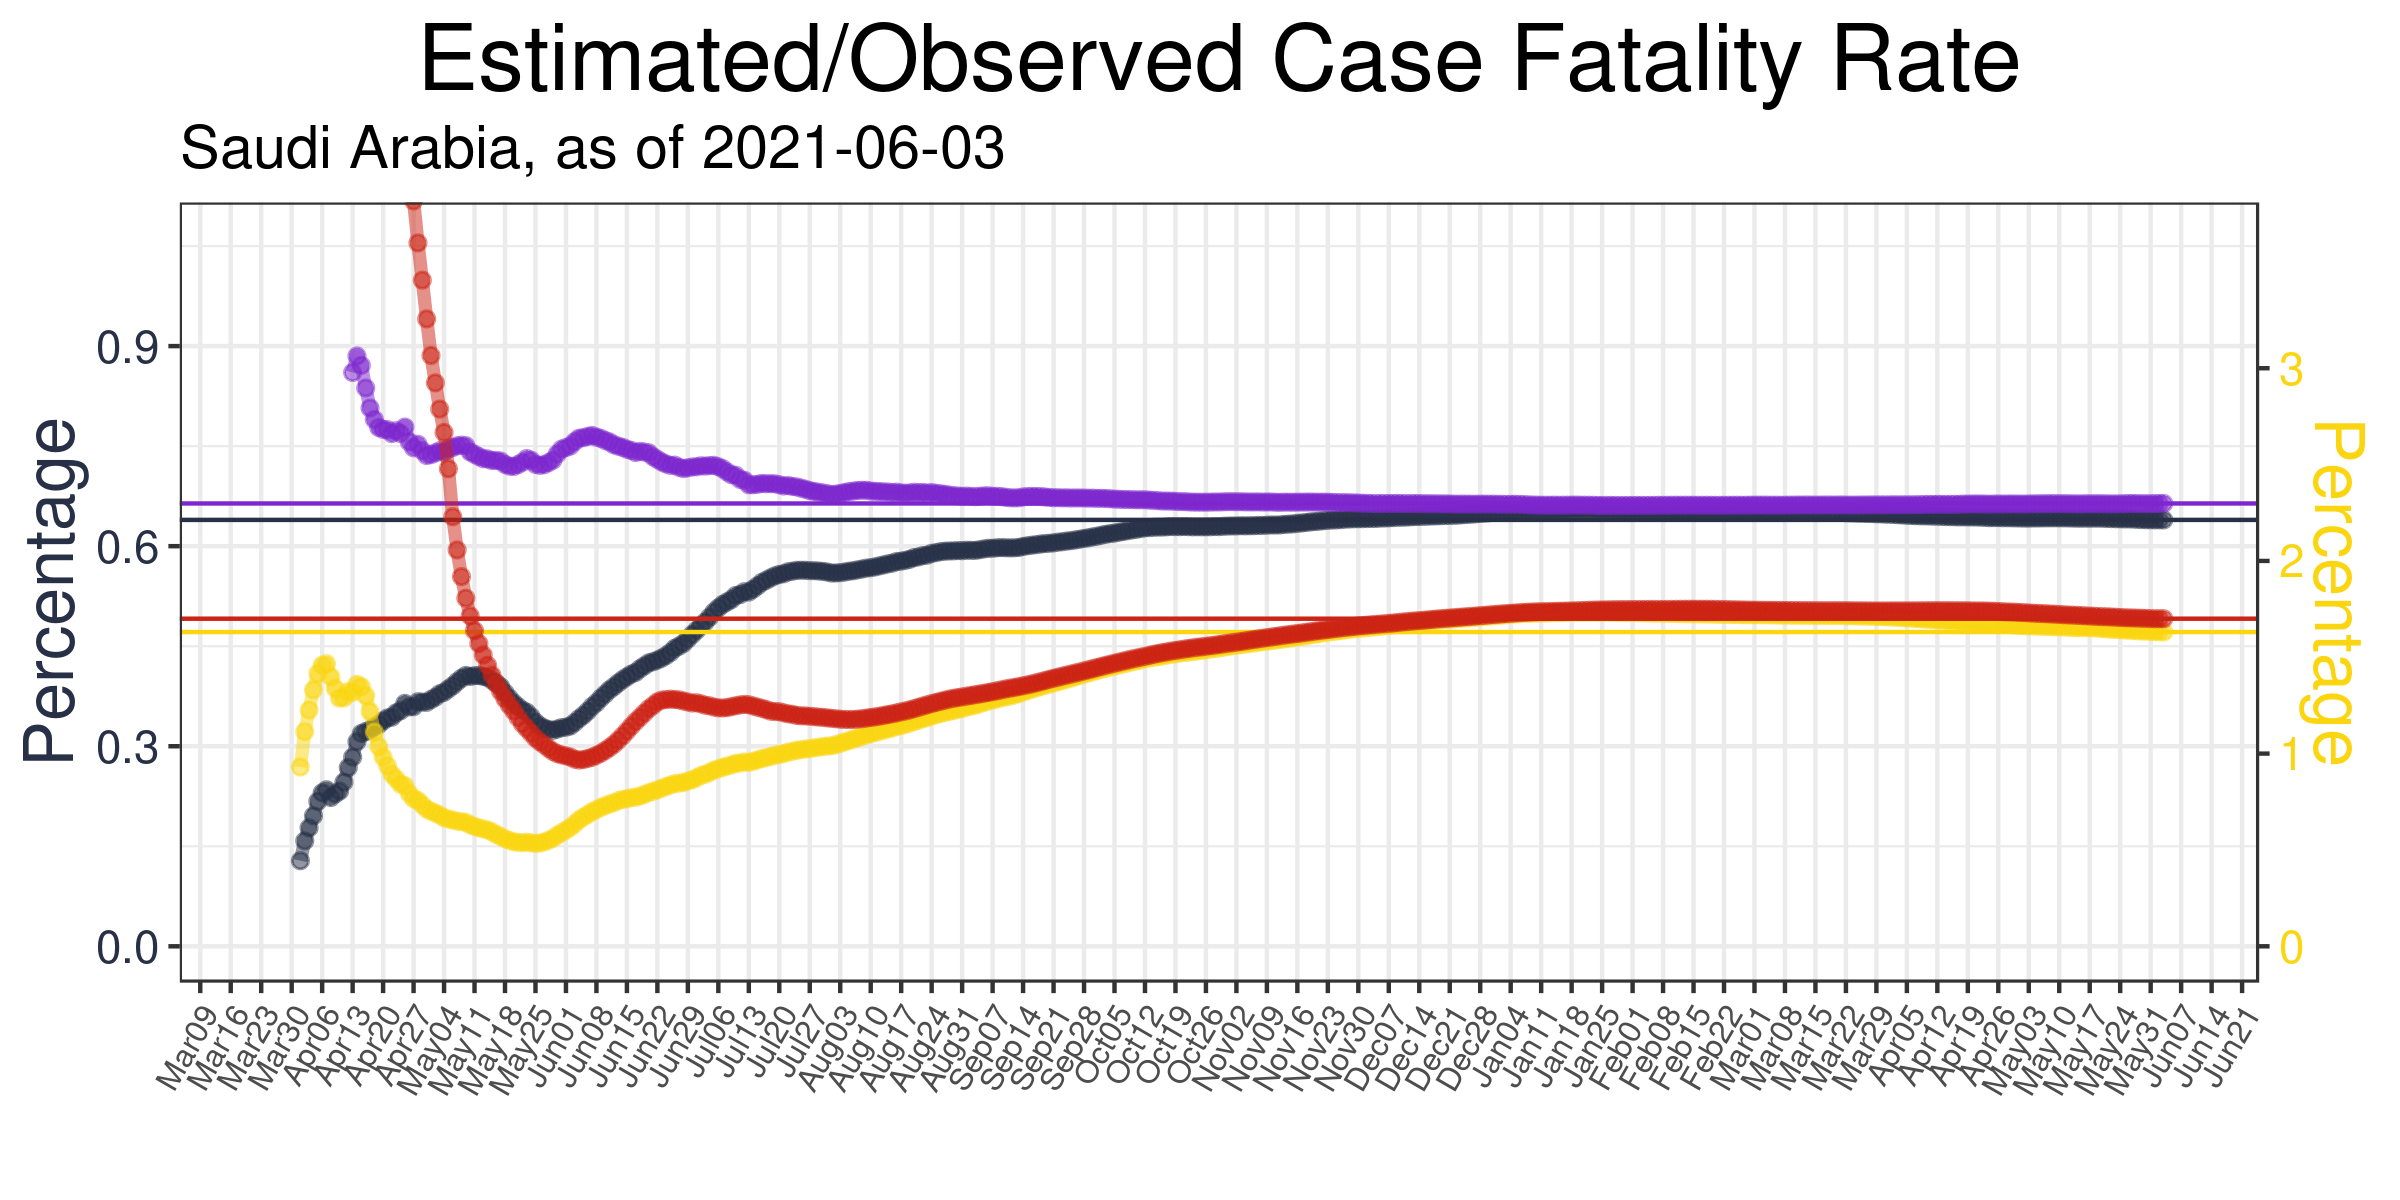 Estimated/Observed Case Fatality Rate
Saudi Arabia, as of 2021-06-03
Percentage
0.9
0.6
0.3
0.0
3
2
1
0
Percentage
Mar09 Mar16 Mar23 Mar30 Apr06 Apr13 Apr20 Apr27 May04 May11 May18 May25 Jun01 Jun08 Jun15 Jun22 Jun29 Jul06 Jul13 Jul20 Jul27 Aug03 Aug10 Aug17 Aug24 Aug31 Sep07 Sep14 Sep21 Sep28 Oct05 Oct12 Oct19 Oct26 Nov02 Nov09 Nov16 Nov23 Nov30 Dec07 Dec14 Dec21 Dec28 Jan04 Jan11 Jan18 Jan25 Feb01 Feb08 Feb15 Feb22 Mar01 Mar08 Mar15 Mar22 Mar29 Apr05 Apr12 Apr19 Apr26 May03 May10 May17 May24 May31 Jun07 Jun14 Jun21